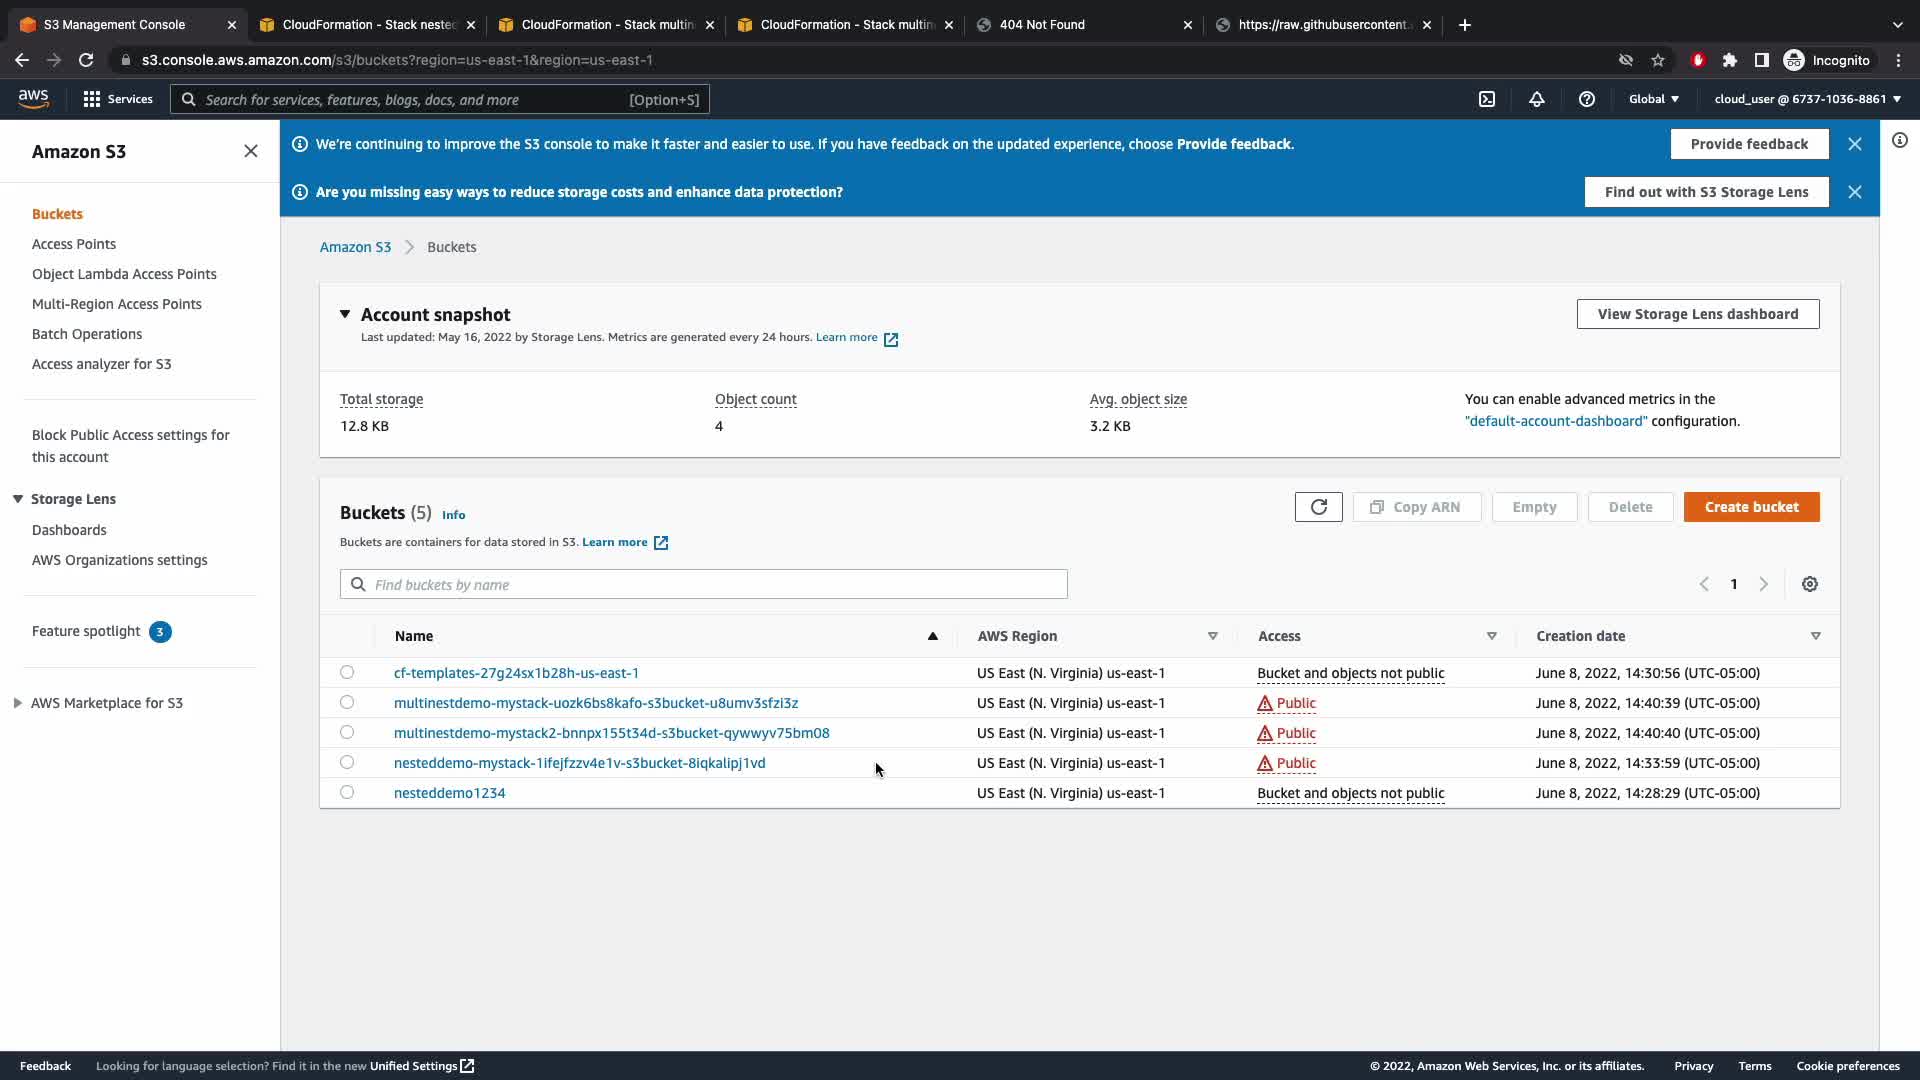 S3 Management Console
CloudFormation - Stack neste
CloudFormation - Stack multin
CloudFormation - Stack multin
404 Not Found
https://raw.githubusercontent.
s3.console.aws.amazon.com/s3/buckets?region=us-east-1&region=us-east-1
Incognito
aws
Services
Search for services, features, blogs, docs, and more
[Option+S]
Global
cloud_user @ 6737-1036-8861
Amazon S3
Buckets
Access Points
Object Lambda Access Points
Multi-Region Access Points
Batch Operations
Access analyzer for S3
Block Public Access settings for
this account
Storage Lens
Dashboards
AWS Organizations settings
Feature spotlight 3
AWS Marketplace for S3
We're continuing to improve the S3 console to make it faster and easier to use. If you have feedback on the updated experience, choose Provide feedback.
Provide feedback
Are you missing easy ways to reduce storage costs and enhance data protection?
Find out with S3 Storage Lens
Amazon S3 Buckets
Account snapshot
Last updated: May 16, 2022 by Storage Lens. Metrics are generated every 24 hours. Learn more
View Storage Lens dashboard
Total storage
12.8 KB
Object count
4
Avg. object size
3.2 KB
You can enable advanced metrics in the
"default-account-dashboard" configuration.
Buckets (5) Info
Buckets are containers for data stored in S3. Learn more
Copy ARN
Empty
Delete
Create bucket
Find buckets by name
1
Name AWS Region Access Creation date
cf-templates-27g24sx1b28h-us-east-1 US East (N. Virginia) us-east-1 Bucket and objects not public June 8, 2022, 14:30:56 (UTC-05:00)
multinestdemo-mystack-uozk6bs8kafo-s3bucket-u8umv3sfzi3z US East (N. Virginia) us-east-1 Public June 8, 2022, 14:40:39 (UTC-05:00)
multinestdemo-mystack2-bnnpx155t34d-s3bucket-qywwyv75bm08 US East (N. Virginia) us-east-1 Public June 8, 2022, 14:40:40 (UTC-05:00)
nesteddemo-mystack-1ifejfzzv4e1v-s3bucket-8iqkalipj1vd US East (N. Virginia) us-east-1 Public June 8, 2022, 14:33:59 (UTC-05:00)
nesteddemo1234 US East (N. Virginia) us-east-1 Bucket and objects not public June 8, 2022, 14:28:29 (UTC-05:00)
Feedback
Looking for language selection? Find it in the new Unified Settings
© 2022, Amazon Web Services, Inc. or its affiliates.
Privacy
Terms
Cookie preferences